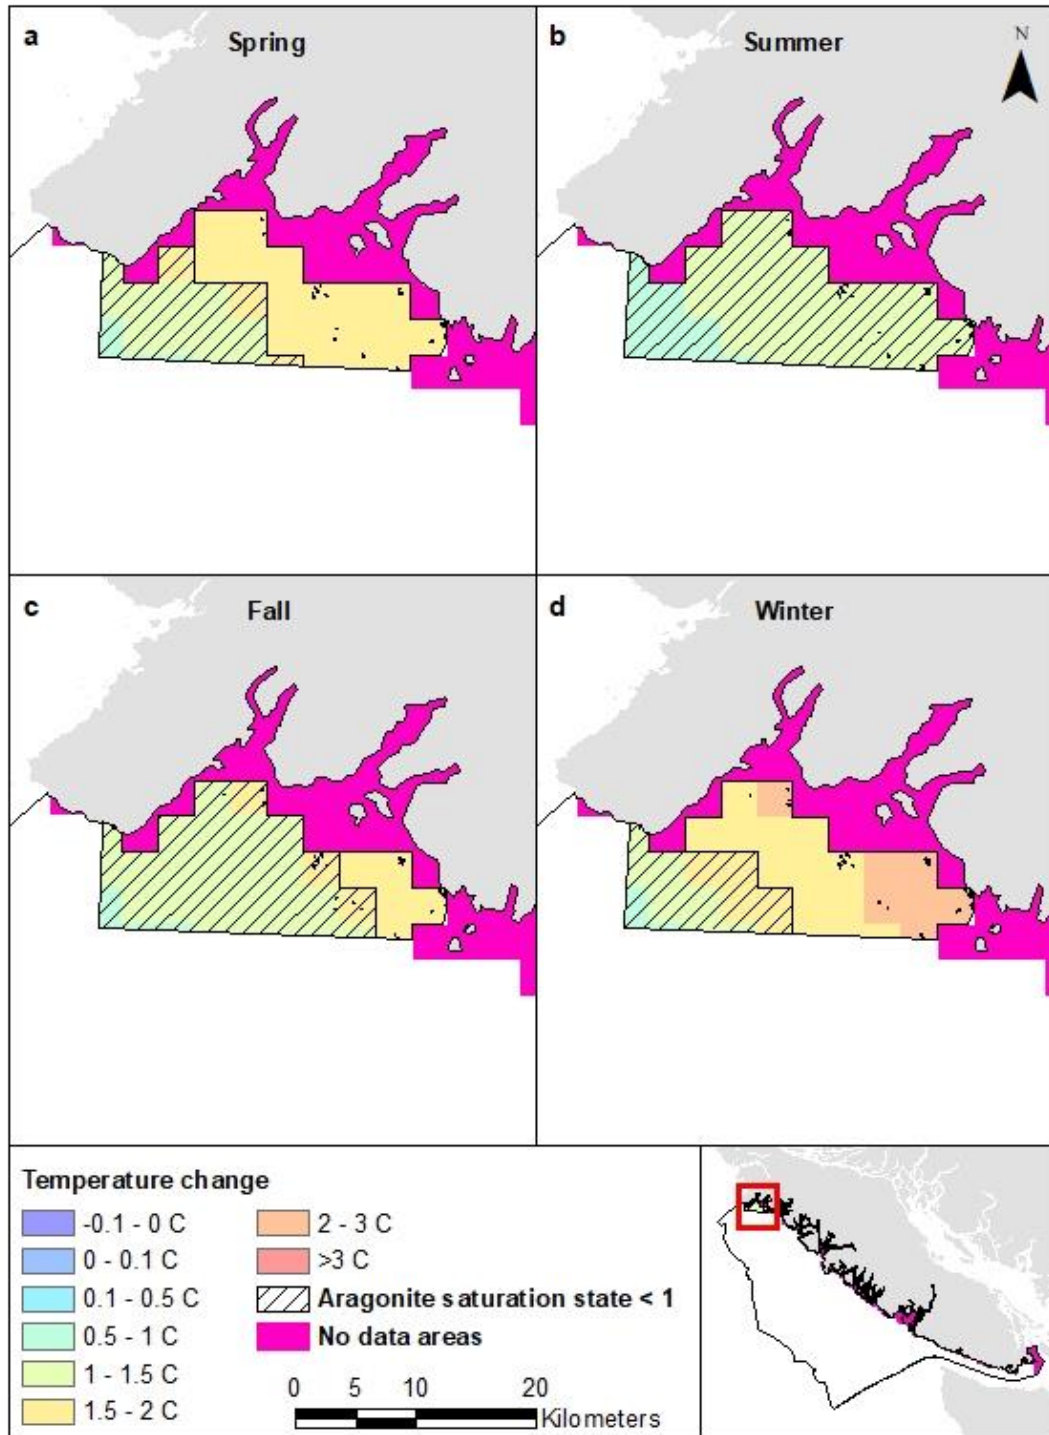 a
Spring
b
Summer
N
c
Fall
d
Winter
Temperature change
-0.1 - 0 C
0 - 0.1 C
0.1 - 0.5 C
0.5 - 1 C
1 - 1.5 C
1.5 - 2 C
2 - 3 C
>3 C
Aragonite saturation state < 1
No data areas
0 5 10 20
Kilometers